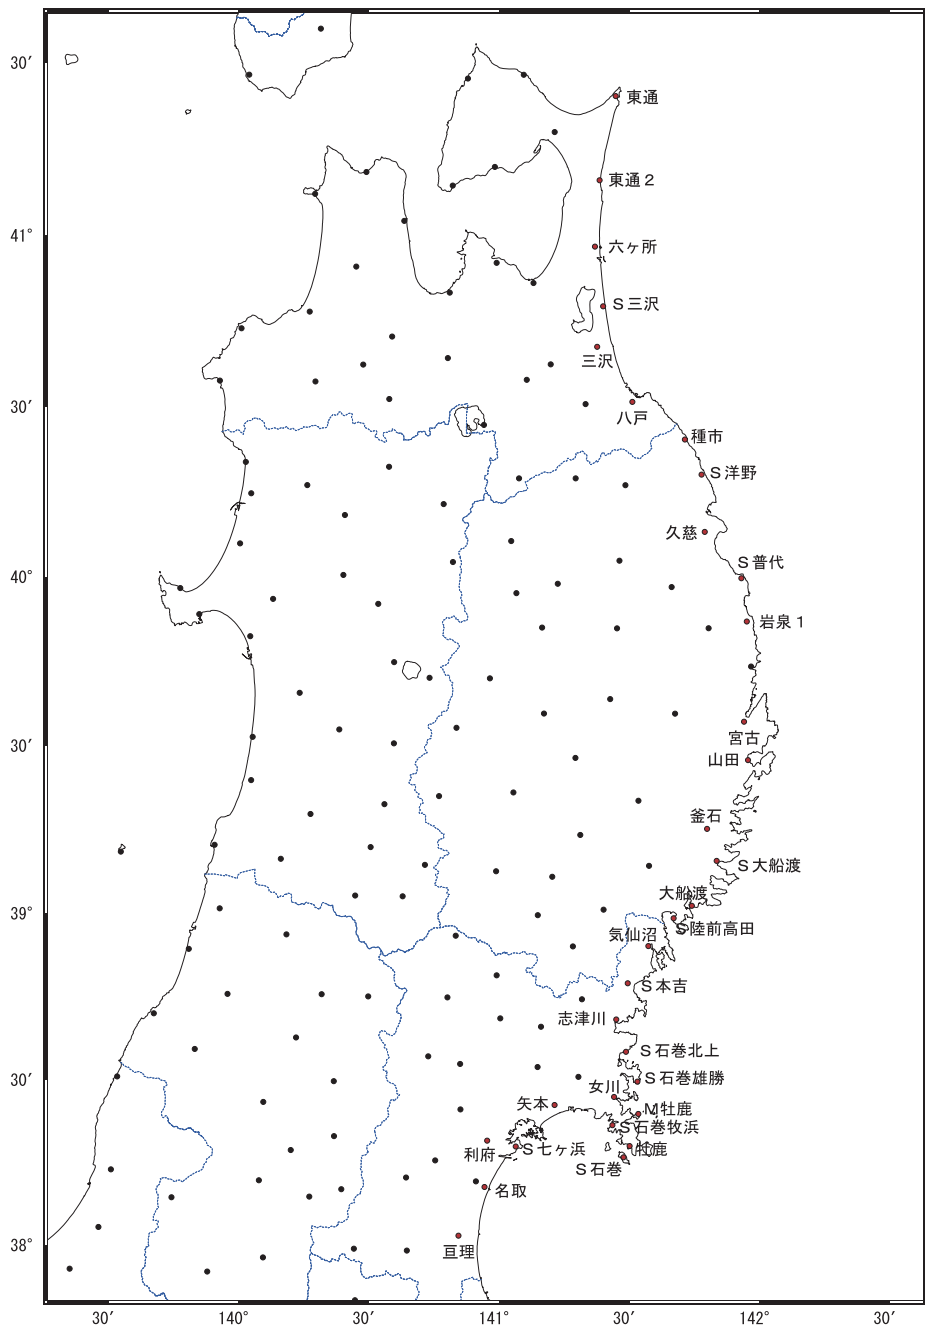 30′
東通
東通２
41°
六ヶ所
Ｓ三沢
三沢
30′
八戸
種市
Ｓ洋野
久慈
Ｓ普代
40°
岩泉１
宮古
30′
山田
釜石
Ｓ大船渡
大船渡
39°
Ｓ陸前高田
気仙沼
Ｓ本吉
志津川
Ｓ石巻北上
30′
Ｓ石巻雄勝
女川
矢本
Ｍ牡鹿
Ｓ石巻牧浜
利府
Ｓ七ヶ浜
牡鹿
Ｓ石巻
名取
38°
亘理
30′
140°
30′
141°
30′
142°
30′